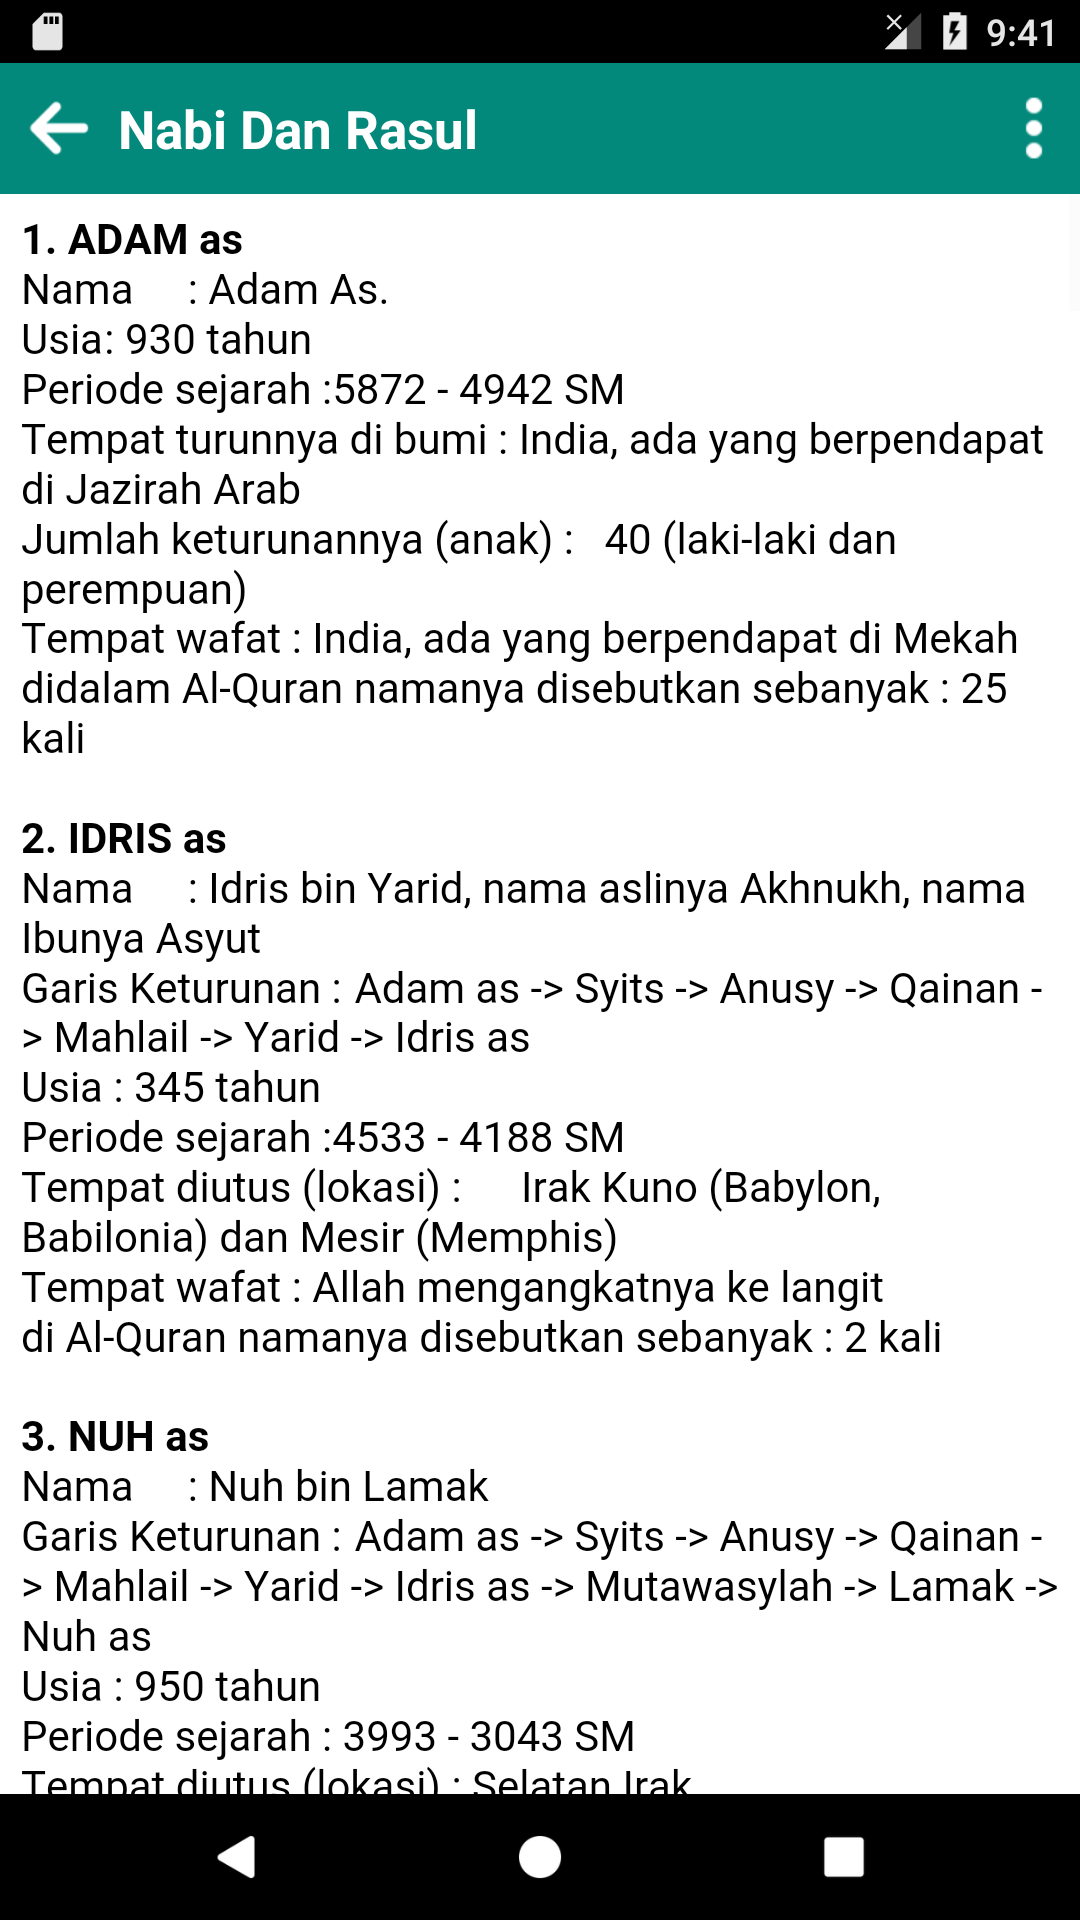 9:41
Nabi Dan Rasul
1. ADAM as
Nama : Adam As.
Usia: 930 tahun
Periode sejarah :5872 - 4942 SM
Tempat turunnya di bumi : India, ada yang berpendapat
di Jazirah Arab
Jumlah keturunannya (anak) : 40 (laki-laki dan
perempuan)
Tempat wafat : India, ada yang berpendapat di Mekah
didalam Al-Quran namanya disebutkan sebanyak : 25
kali
2. IDRIS as
Nama : Idris bin Yarid, nama aslinya Akhnukh, nama
Ibunya Asyut
Garis Keturunan : Adam as -> Syits -> Anusy -> Qainan -
> Mahlail -> Yarid -> Idris as
Usia : 345 tahun
Periode sejarah :4533 - 4188 SM
Tempat diutus (lokasi) : Irak Kuno (Babylon,
Babilonia) dan Mesir (Memphis)
Tempat wafat : Allah mengangkatnya ke langit
di Al-Quran namanya disebutkan sebanyak : 2 kali
3. NUH as
Nama : Nuh bin Lamak
Garis Keturunan : Adam as -> Syits -> Anusy -> Qainan -
> Mahlail -> Yarid -> Idris as -> Mutawasylah -> Lamak ->
Nuh as
Usia : 950 tahun
Periode sejarah : 3993 - 3043 SM
Tempat diutus (lokasi) : Selatan Irak